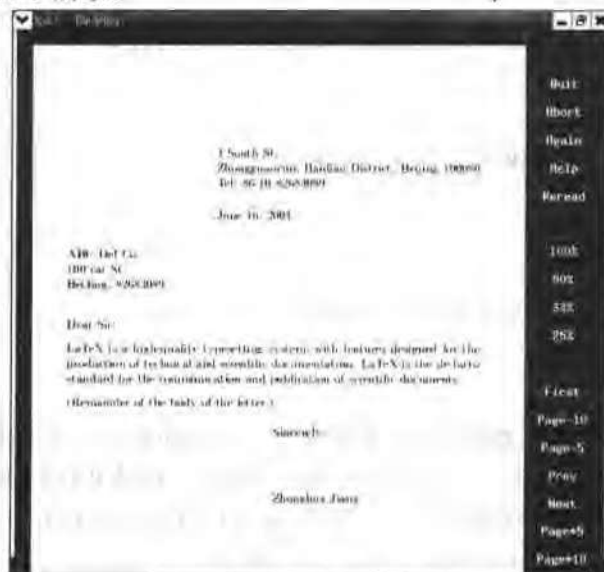 1 South St.
Haidian District, Beijing 100080
Tel: 86 10 82683089
June 16, 2001
Def Co.
100 car St
Beijing,
Dear Sir:
LaTeX is a high-quality typesetting system, with features designed for the
production of technical and scientific documentation. LaTeX is the de facto
standard for the communication and publication of scientific documents.
(Remainder of the body of the letter.)
Sincerely,
Zhonghua Jiang
Quit
Abort
Again
Help
Reread
100%
50%
33%
25%
First
Page-10
Page-5
Prev
Next
Page+5
Page+10